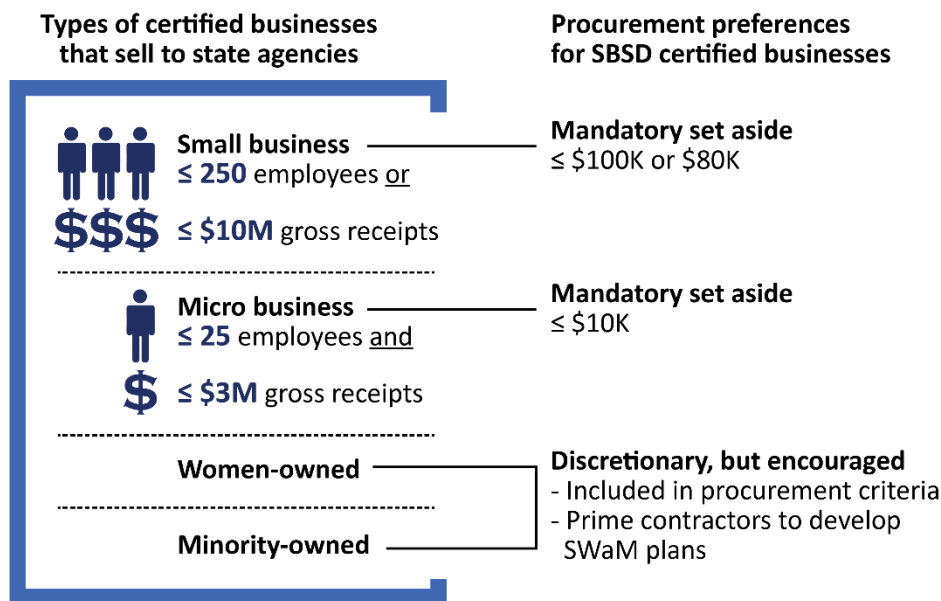 Types of certified businesses
that sell to state agencies
Procurement preferences
for SBSD certified businesses
Small business
≤ 250 employees or
$$$ ≤ $10M gross receipts
Mandatory set aside
≤ $100K or $80K
Micro business
≤ 25 employees and
$ ≤ $3M gross receipts
Mandatory set aside
≤ $10K
Women-owned
Minority-owned
Discretionary, but encouraged
- Included in procurement criteria
- Prime contractors to develop
SWaM plans